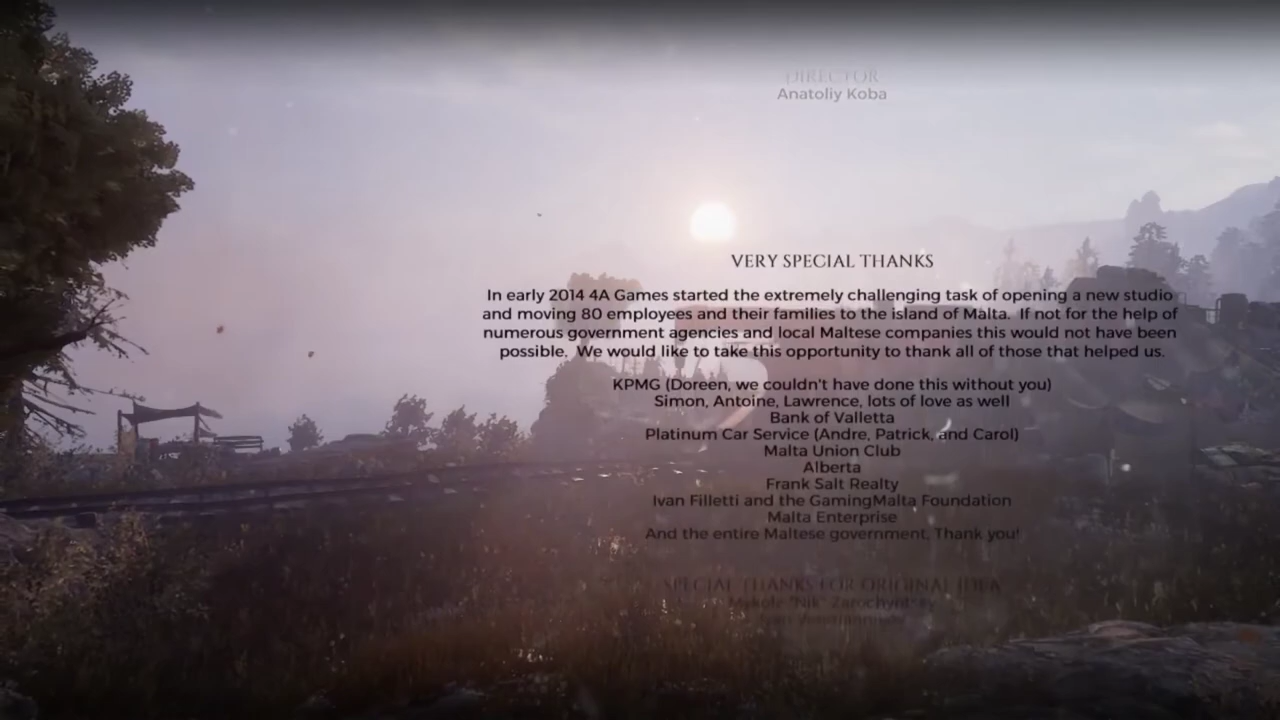 DIRECTOR
Anatoliy Koba
VERY SPECIAL THANKS
In early 2014 4A Games started the extremely challenging task of opening a new studio
and moving 80 employees and their families to the island of Malta. If not for the help of
numerous government agencies and local Maltese companies this would not have been
possible. We would like to take this opportunity to thank all of those that helped us.
KPMG (Doreen, we couldn't have done this without you)
Simon, Antoine, Lawrence, lots of love as well
Bank of Valletta
Platinum Car Service (Andre, Patrick, and Carol)
Malta Union Club
Alberta
Frank Salt Realty
Ivan Filletti and the GamingMalta Foundation
Malta Enterprise
And the entire Maltese government, Thank you!
SPECIAL THANKS FOR ORIGINAL IDEA
"Nik"